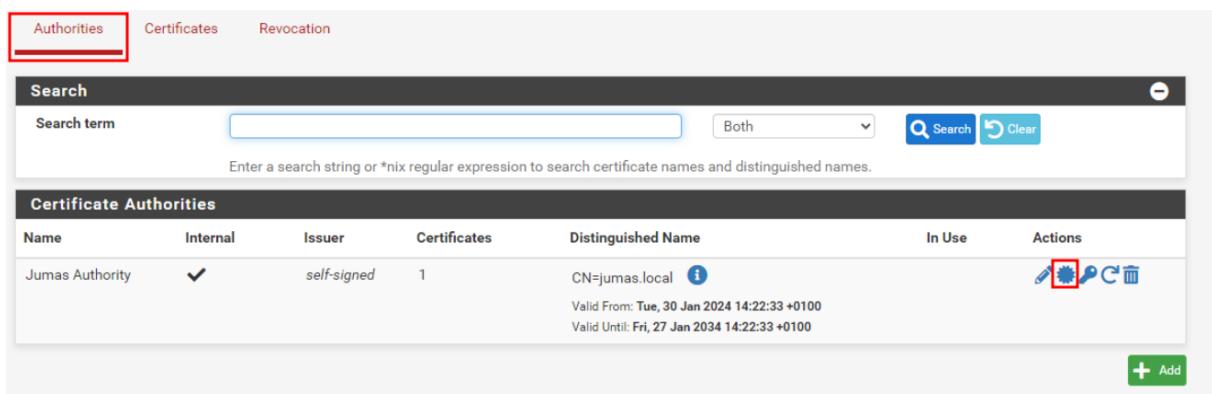 Authorities Certificates Revocation
Search
Search term Both Search Clear
Enter a search string or *nix regular expression to search certificate names and distinguished names.
Certificate Authorities
Name Internal Issuer Certificates Distinguished Name In Use Actions
Jumas Authority self-signed 1 CN=jumas.local
Valid From: Tue, 30 Jan 2024 14:22:33 +0100
Valid Until: Fri, 27 Jan 2034 14:22:33 +0100
Add